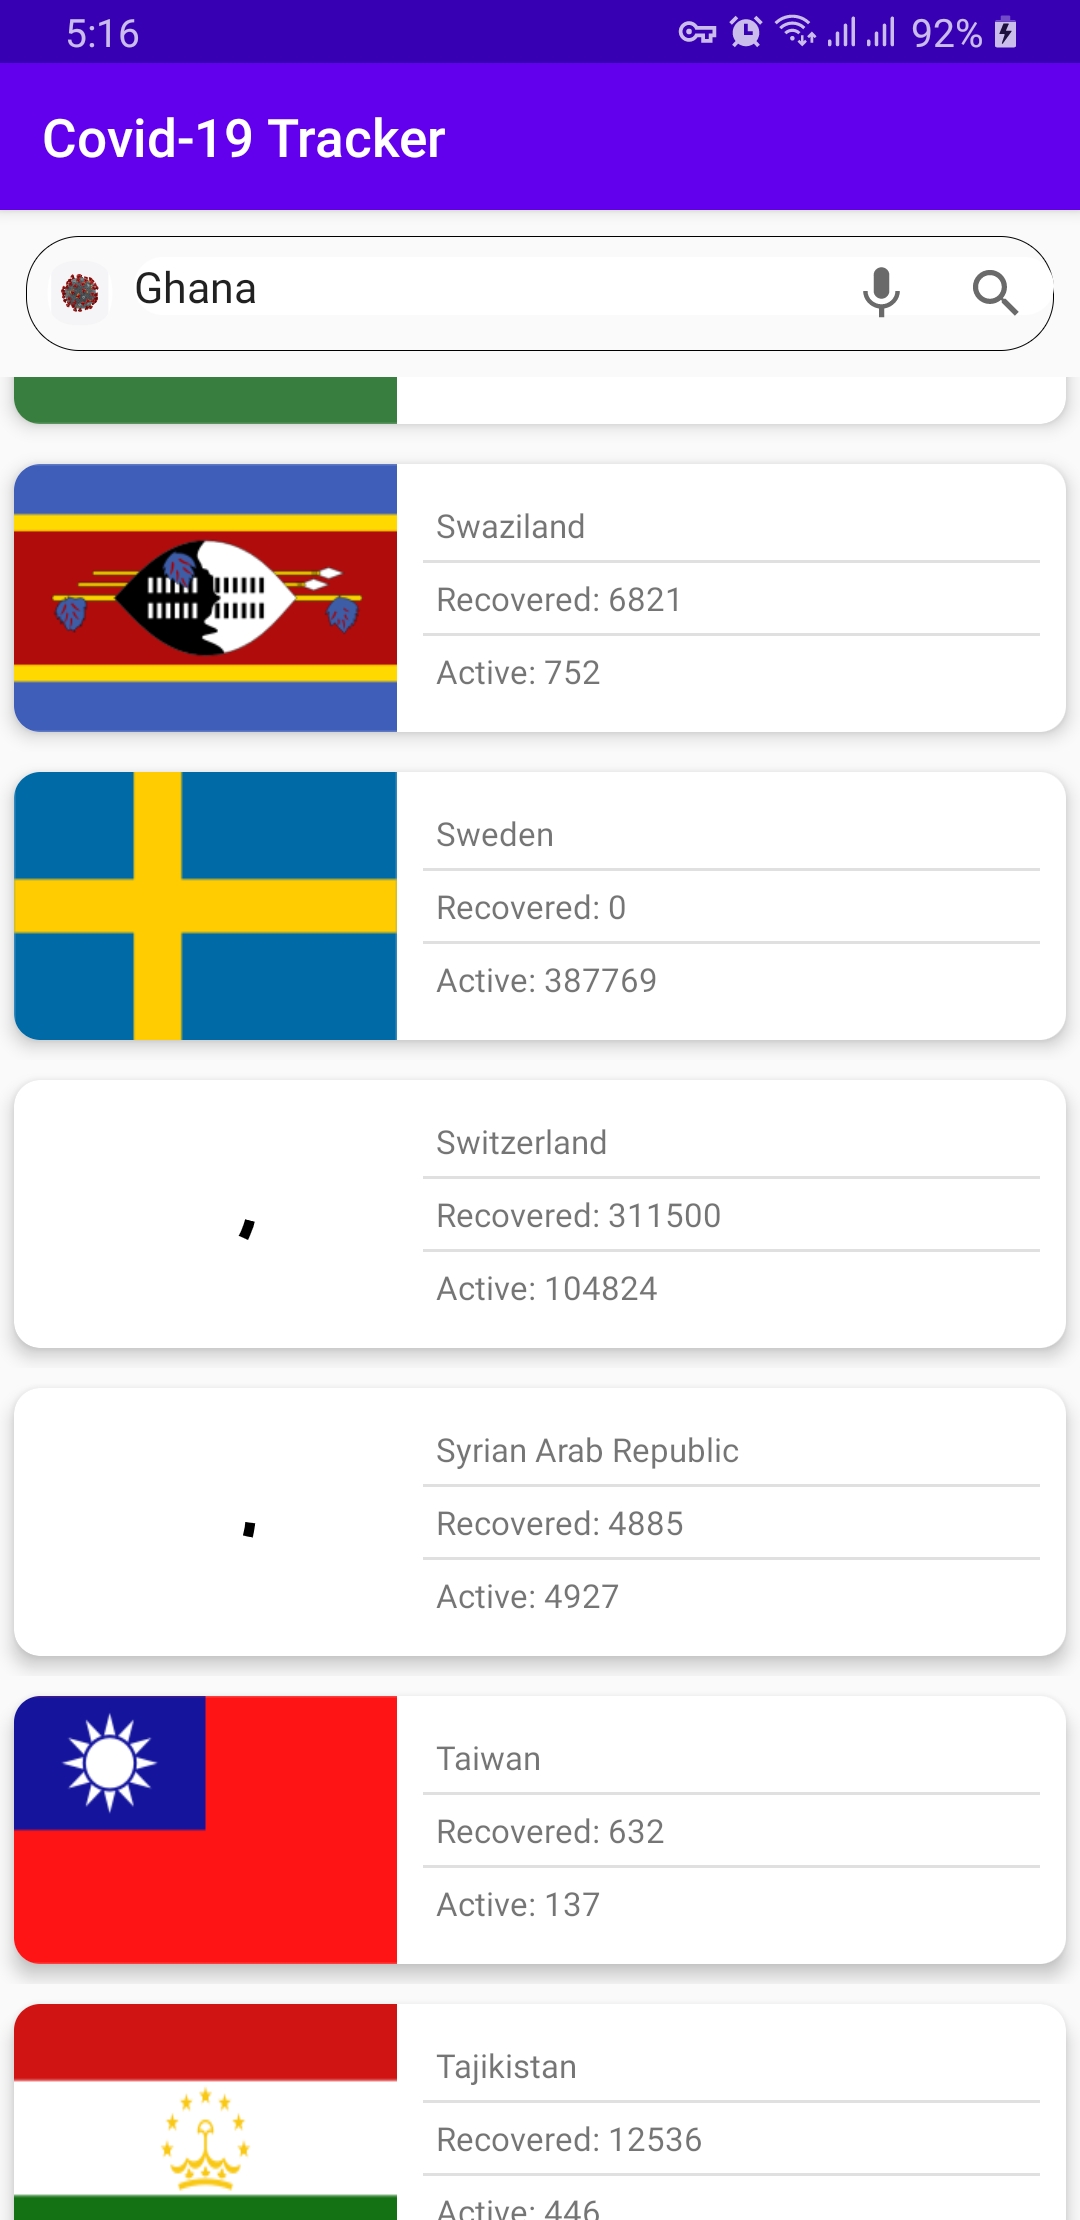 5:16 92%
Covid-19 Tracker
Ghana
Swaziland
Recovered: 6821
Active: 752
Sweden
Recovered: 0
Active: 387769
Switzerland
Recovered: 311500
Active: 104824
Syrian Arab Republic
Recovered: 4885
Active: 4927
Taiwan
Recovered: 632
Active: 137
Tajikistan
Recovered: 12536
Active: 446